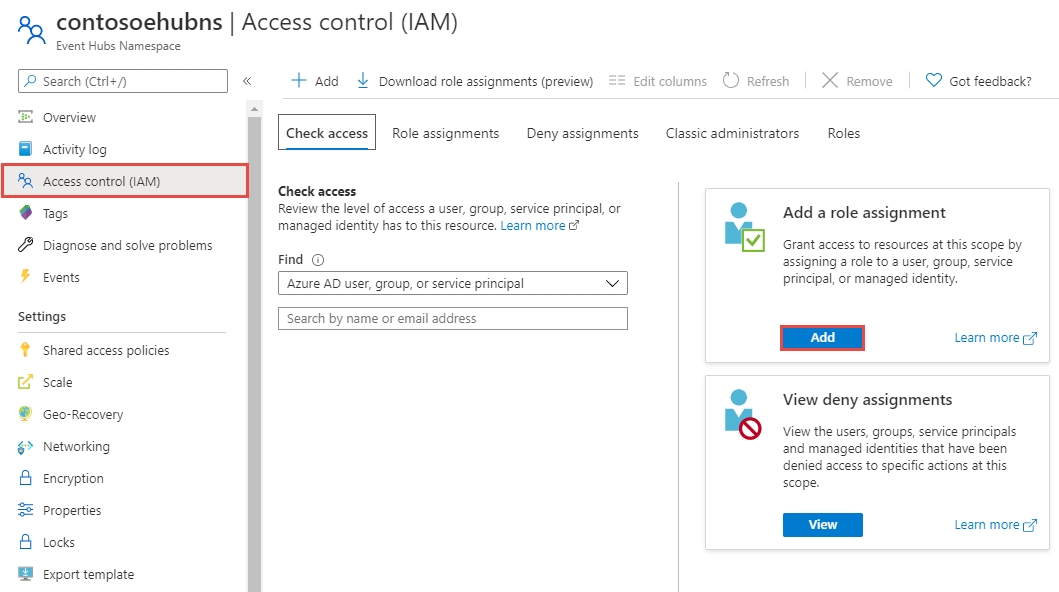 contosoehubns | Access control (IAM)
Event Hubs Namespace
Search (Ctrl+/)
«
Overview
Activity log
Access control (IAM)
Tags
Diagnose and solve problems
Events
Settings
Shared access policies
Scale
Geo-Recovery
Networking
Encryption
Properties
Locks
Export template
Add
Download role assignments (preview)
Edit columns
Refresh
Remove
Got feedback?
Check access
Role assignments
Deny assignments
Classic administrators
Roles
Check access
Review the level of access a user, group, service principal, or
managed identity has to this resource. Learn more
Find
Azure AD user, group, or service principal
Search by name or email address
Add a role assignment
Grant access to resources at this scope by
assigning a role to a user, group, service
principal, or managed identity.
Add
Learn more
View deny assignments
View the users, groups, service principals
and managed identities that have been
denied access to specific actions at this
scope.
View
Learn more